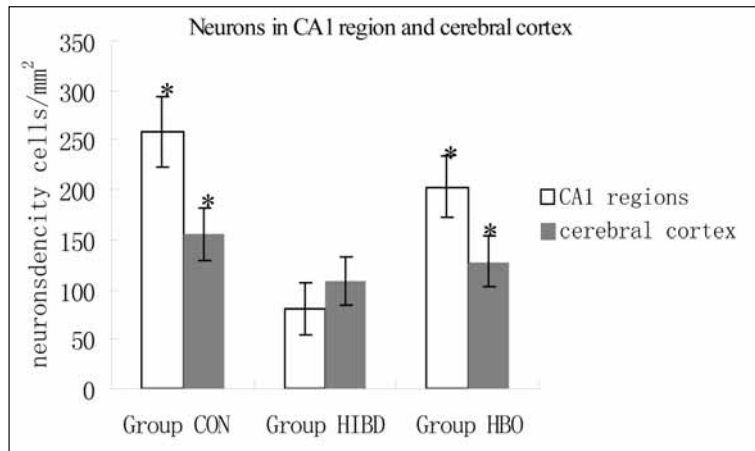 Neurons in CA1 region and cerebral cortex
neuronsdencity cells/mm²
350
300
250
200
150
100
50
0
*
*
*
*
Group CON
Group HIBD
Group HBO
CA1 regions
cerebral cortex